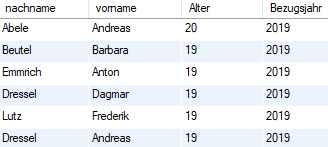 nachname vorname Alter Bezugsjahr
Abele Andreas 20 2019
Beutel Barbara 19 2019
Emmrich Anton 19 2019
Dressel Dagmar 19 2019
Lutz Frederik 19 2019
Dressel Andreas 19 2019